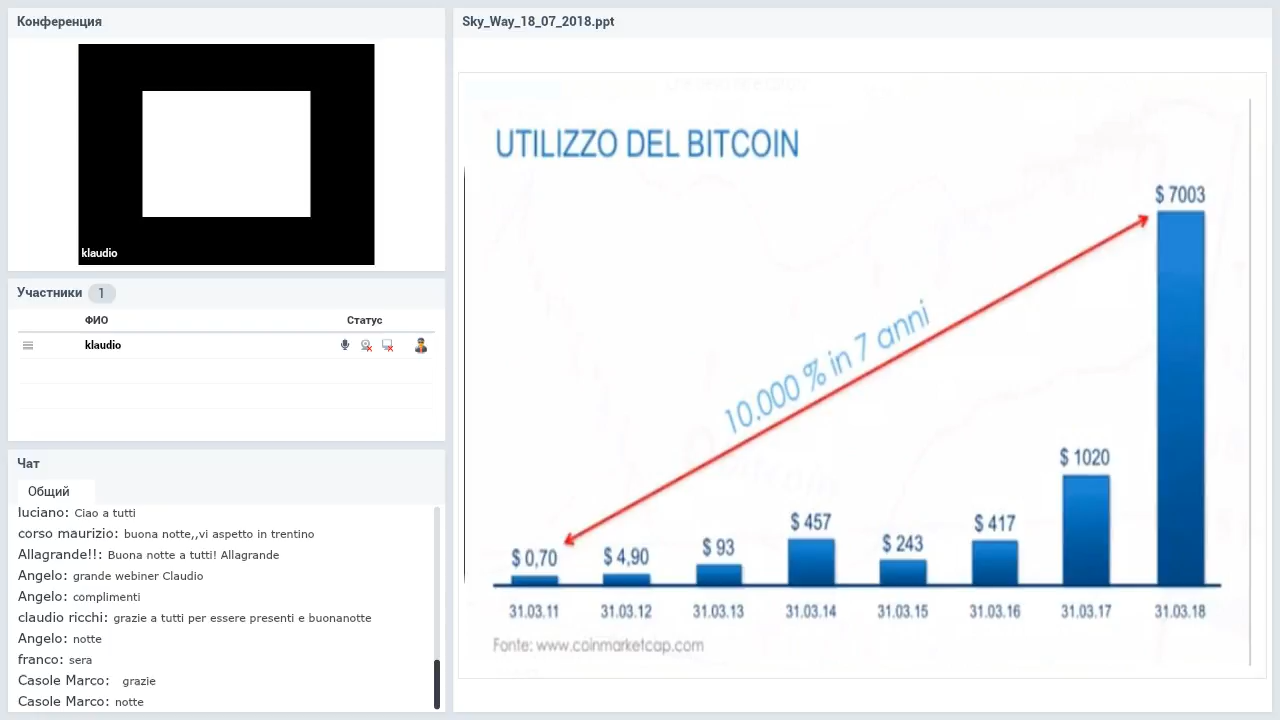 Конференция
klaudio
Участники 1
ФИО Статус
klaudio
Чат
Общий
luciano: Ciao a tutti
corso maurizio: buona notte,,vi aspetto in trentino
Allagrande!!: Buona notte a tutti! Allagrande
Angelo: grande webiner Claudio
Angelo: complimenti
claudio ricchi: grazie a tutti per essere presenti e buonanotte
Angelo: notte
franco: sera
Casole Marco: grazie
Casole Marco: notte
Sky_Way_18_07_2018.ppt
UTILIZZO DEL BITCOIN
10.000 % in 7 anni
$ 0,70 $ 4,90 $ 93 $ 457 $ 243 $ 417 $ 1020 $ 7003
31.03.11 31.03.12 31.03.13 31.03.14 31.03.15 31.03.16 31.03.17 31.03.18
Fonte: www.coinmarketcap.com